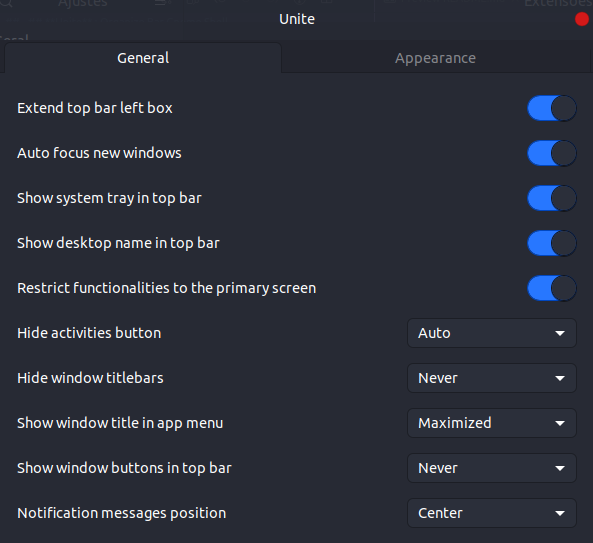 Ajustes
Extensões
Unite
General
Appearance
Extend top bar left box
Auto focus new windows
Show system tray in top bar
Show desktop name in top bar
Restrict functionalities to the primary screen
Hide activities button
Auto
Hide window titlebars
Never
Show window title in app menu
Maximized
Show window buttons in top bar
Never
Notification messages position
Center